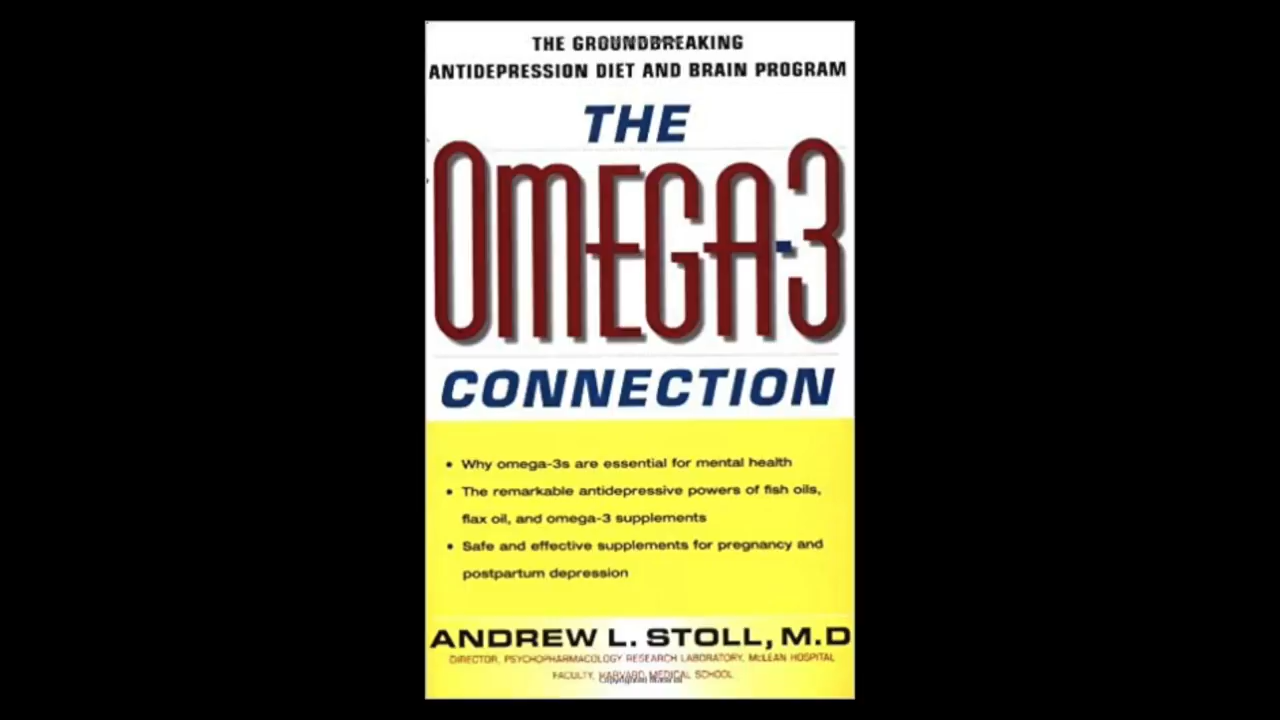 THE GROUNDBREAKING
ANTIDEPRESSION DIET AND BRAIN PROGRAM
THE
OMEGA-3
CONNECTION
• Why omega-3s are essential for mental health
• The remarkable antidepressive powers of fish oils,
flax oil, and omega-3 supplements
• Safe and effective supplements for pregnancy and
postpartum depression
ANDREW L. STOLL, M.D
DIRECTOR, PSYCHOPHARMACOLOGY RESEARCH LABORATORY, McLEAN HOSPITAL
FACULTY, HARVARD MEDICAL SCHOOL
Copyrighted Material